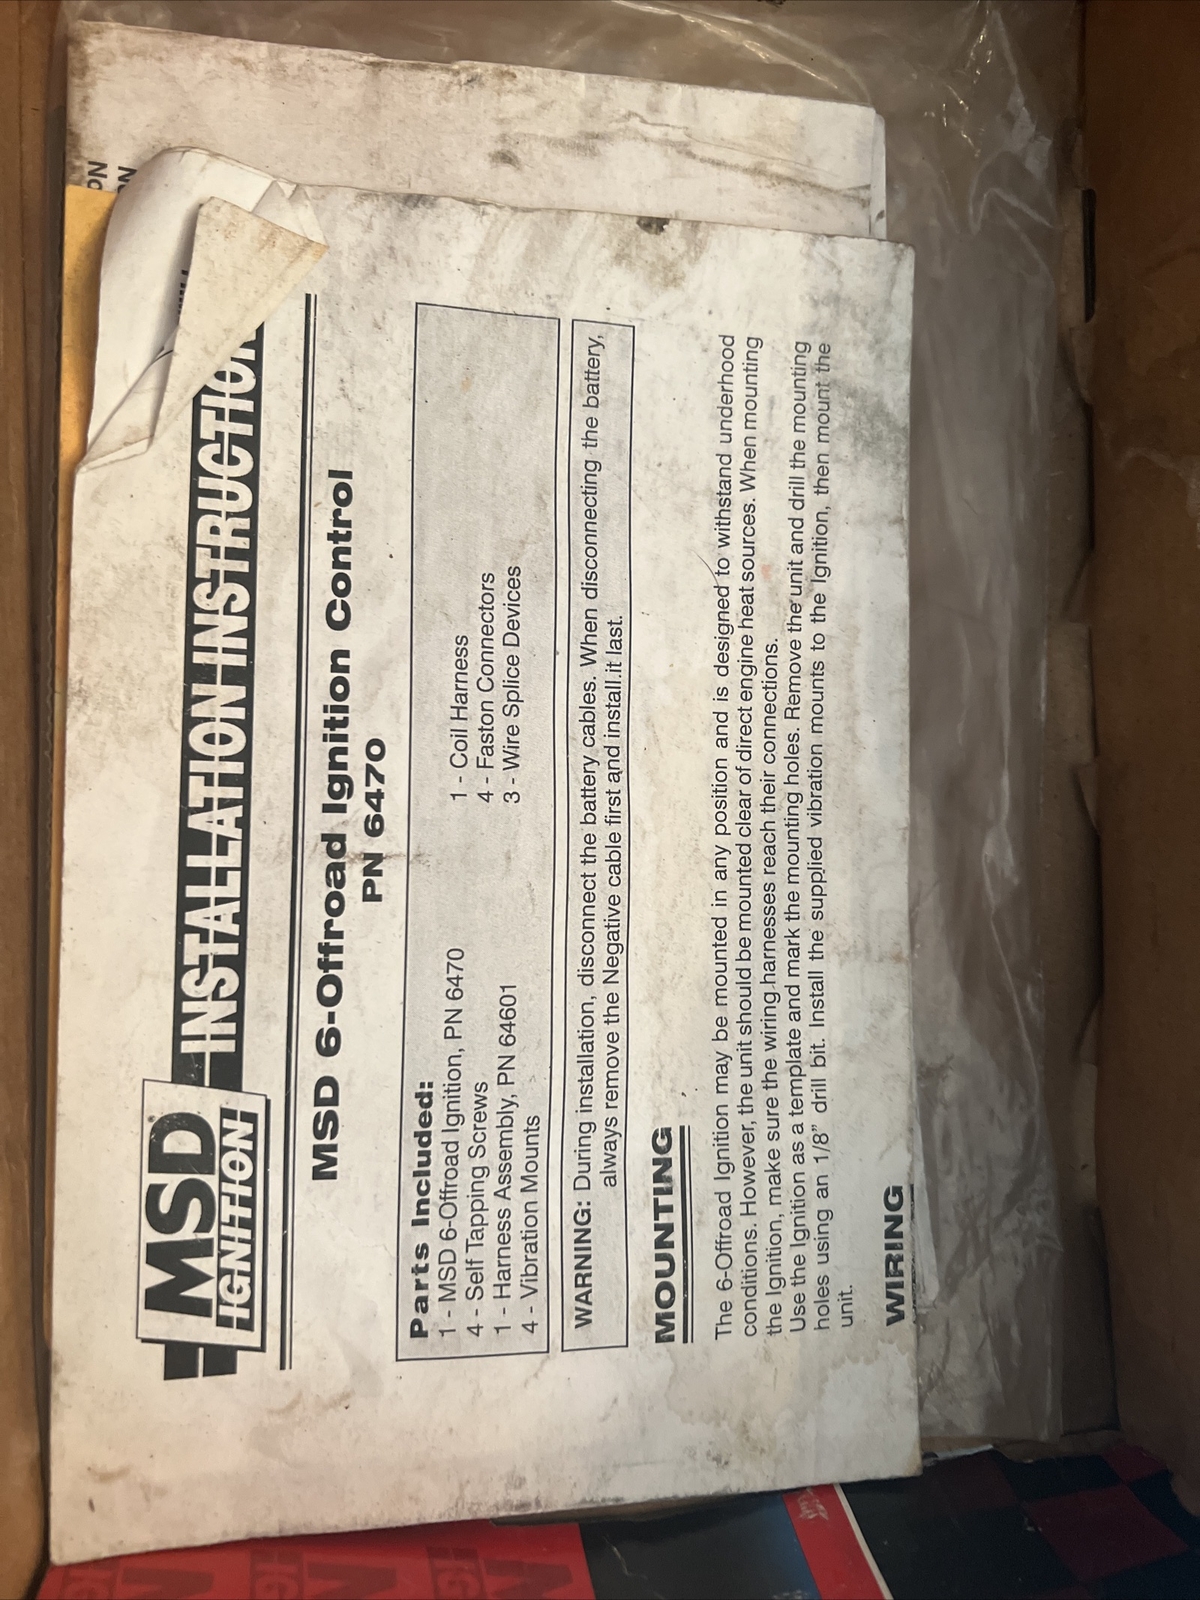 MSD
IGNITION
INSTALLATION INSTRUCTION
MSD 6-Offroad Ignition Control
PN 6470
Parts Included:
1 - MSD 6-Offroad Ignition, PN 6470
4 - Self Tapping Screws
1 - Harness Assembly, PN 64601
4 - Vibration Mounts
1 - Coil Harness
4 - Faston Connectors
3 - Wire Splice Devices
WARNING: During installation, disconnect the battery cables. When disconnecting the battery,
always remove the Negative cable first and install it last.
MOUNTING
The 6-Offroad Ignition may be mounted in any position and is designed to withstand underhood
conditions. However, the unit should be mounted clear of direct engine heat sources. When mounting
the Ignition, make sure the wiring harnesses reach their connections.
Use the Ignition as a template and mark the mounting holes. Remove the unit and drill the mounting
holes using an 1/8” drill bit. Install the supplied vibration mounts to the Ignition, then mount the
unit.
WIRING
ON
ON